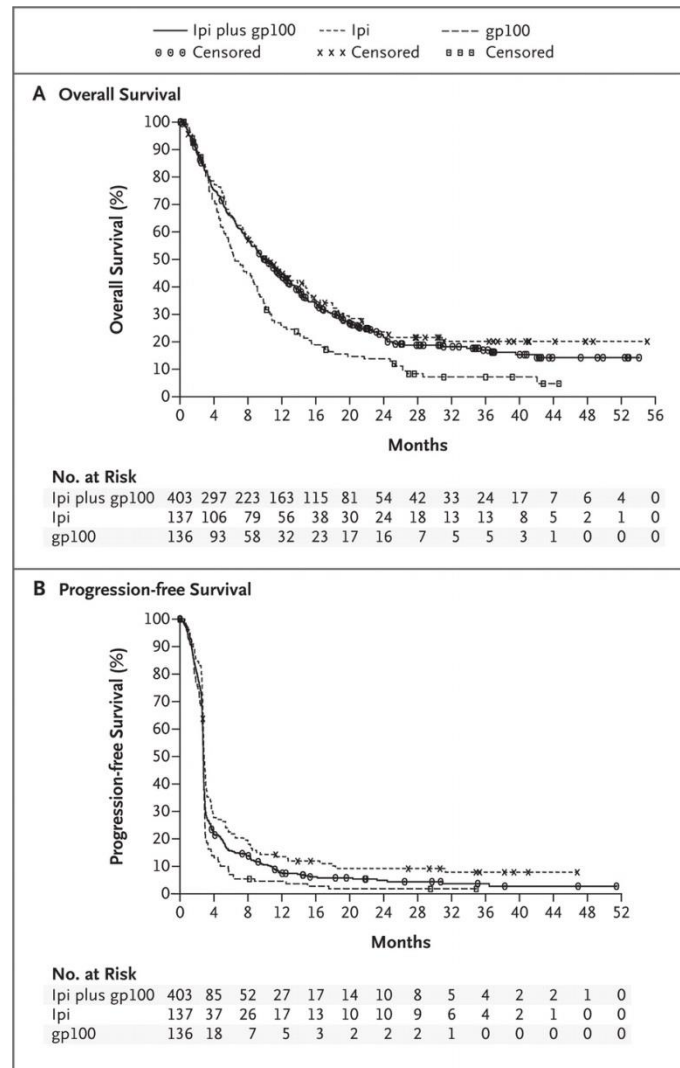 Ipi plus gp100 Ipi gp100
Censored Censored Censored
A Overall Survival
100
90
80
70
60
50
40
30
20
10
0
Overall Survival (%)
0 4 8 12 16 20 24 28 32 36 40 44 48 52 56
Months
No. at Risk
Ipi plus gp100 403 297 223 163 115 81 54 42 33 24 17 7 6 4 0
Ipi 137 106 79 56 38 30 24 18 13 13 8 5 2 1 0
gp100 136 93 58 32 23 17 16 7 5 5 3 1 0 0 0
B Progression-free Survival
100
90
80
70
60
50
40
30
20
10
0
Progression-free Survival (%)
0 4 8 12 16 20 24 28 32 36 40 44 48 52
Months
No. at Risk
Ipi plus gp100 403 85 52 27 17 14 10 8 5 4 2 2 1 0
Ipi 137 37 26 17 13 10 10 9 6 4 2 1 0 0
gp100 136 18 7 5 3 2 2 2 1 0 0 0 0 0